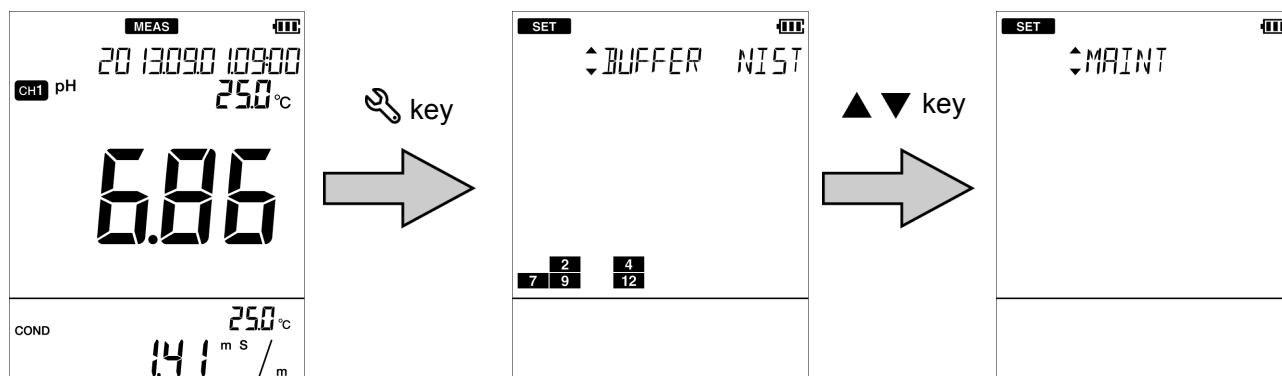 MEAS
2013.09.01.09:00
CH1 pH
25.0 °C
6.86
COND
25.0 °C
1.41 m S / m
key
SET
BUFFER NIST
2 4
7 9 12
▲ ▼ key
SET
MAINT